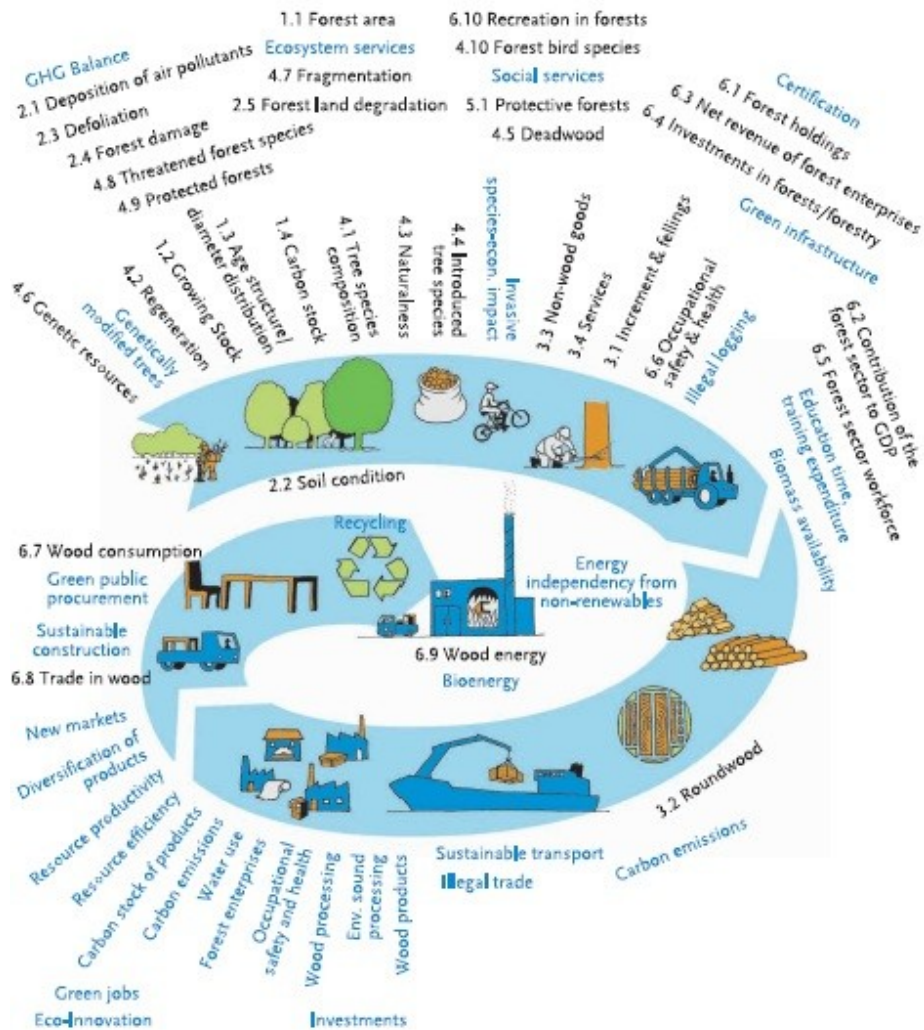 1.1 Forest area
Ecosystem services
4.7 Fragmentation
2.5 Forest land degradation
6.10 Recreation in forests
4.10 Forest bird species
Social services
5.1 Protective forests
4.5 Deadwood
GHG Balance
2.1 Deposition of air pollutants
2.3 Defoliation
2.4 Forest damage
4.8 Threatened forest species
4.9 Protected forests
Certification
6.1 Forest holdings
6.3 Net revenue of forest enterprises
6.4 Investments in forests/forestry
Green infrastructure
4.6 Genetic resources
Genetically
modified trees
4.2 Regeneration
1.2 Growing Stock
1.3 Age structure/
diameter distribution
1.4 Carbon stock
4.1 Tree species
composition
4.3 Naturalness
4.4 Introduced
tree species
Invasive
species-econ. impact
3.3 Non-wood goods
3.4 Services
3.1 Increment & fellings
6.6 Occupational
safety & health
Illegal logging
6.2 Contribution of the
forest sector to GDP
6.5 Forest sector workforce
Education time,
training expenditure
Biomass availability
2.2 Soil condition
Recycling
6.7 Wood consumption
Green public
procurement
Sustainable
construction
6.8 Trade in wood
Energy
independency from
non-renewables
6.9 Wood energy
Bioenergy
3.2 Roundwood
Carbon emissions
Sustainable transport
Illegal trade
New markets
Diversification of
products
Resource productivity
Resource efficiency
Carbon stock of products
Carbon emissions
Water use
Forest enterprises
Occupational
safety and health
Wood processing
Env. sound
processing
Wood products
Green jobs
Eco-Innovation
Investments